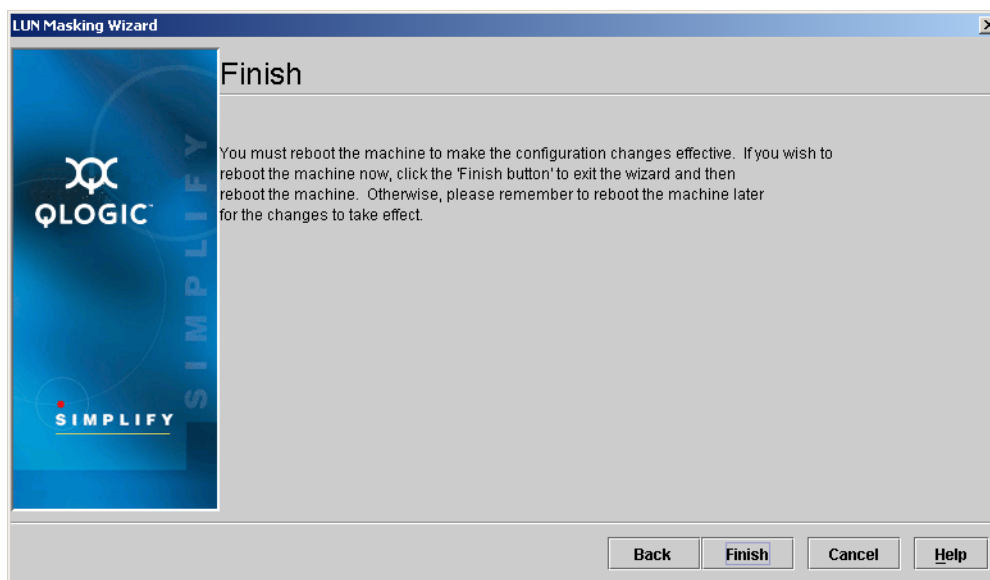 LUN Masking Wizard
Finish
You must reboot the machine to make the configuration changes effective. If you wish to
reboot the machine now, click the 'Finish button' to exit the wizard and then
reboot the machine. Otherwise, please remember to reboot the machine later
for the changes to take effect.
QLOGIC
SIMPLIFY
SIMPLIFY
Back Finish Cancel Help